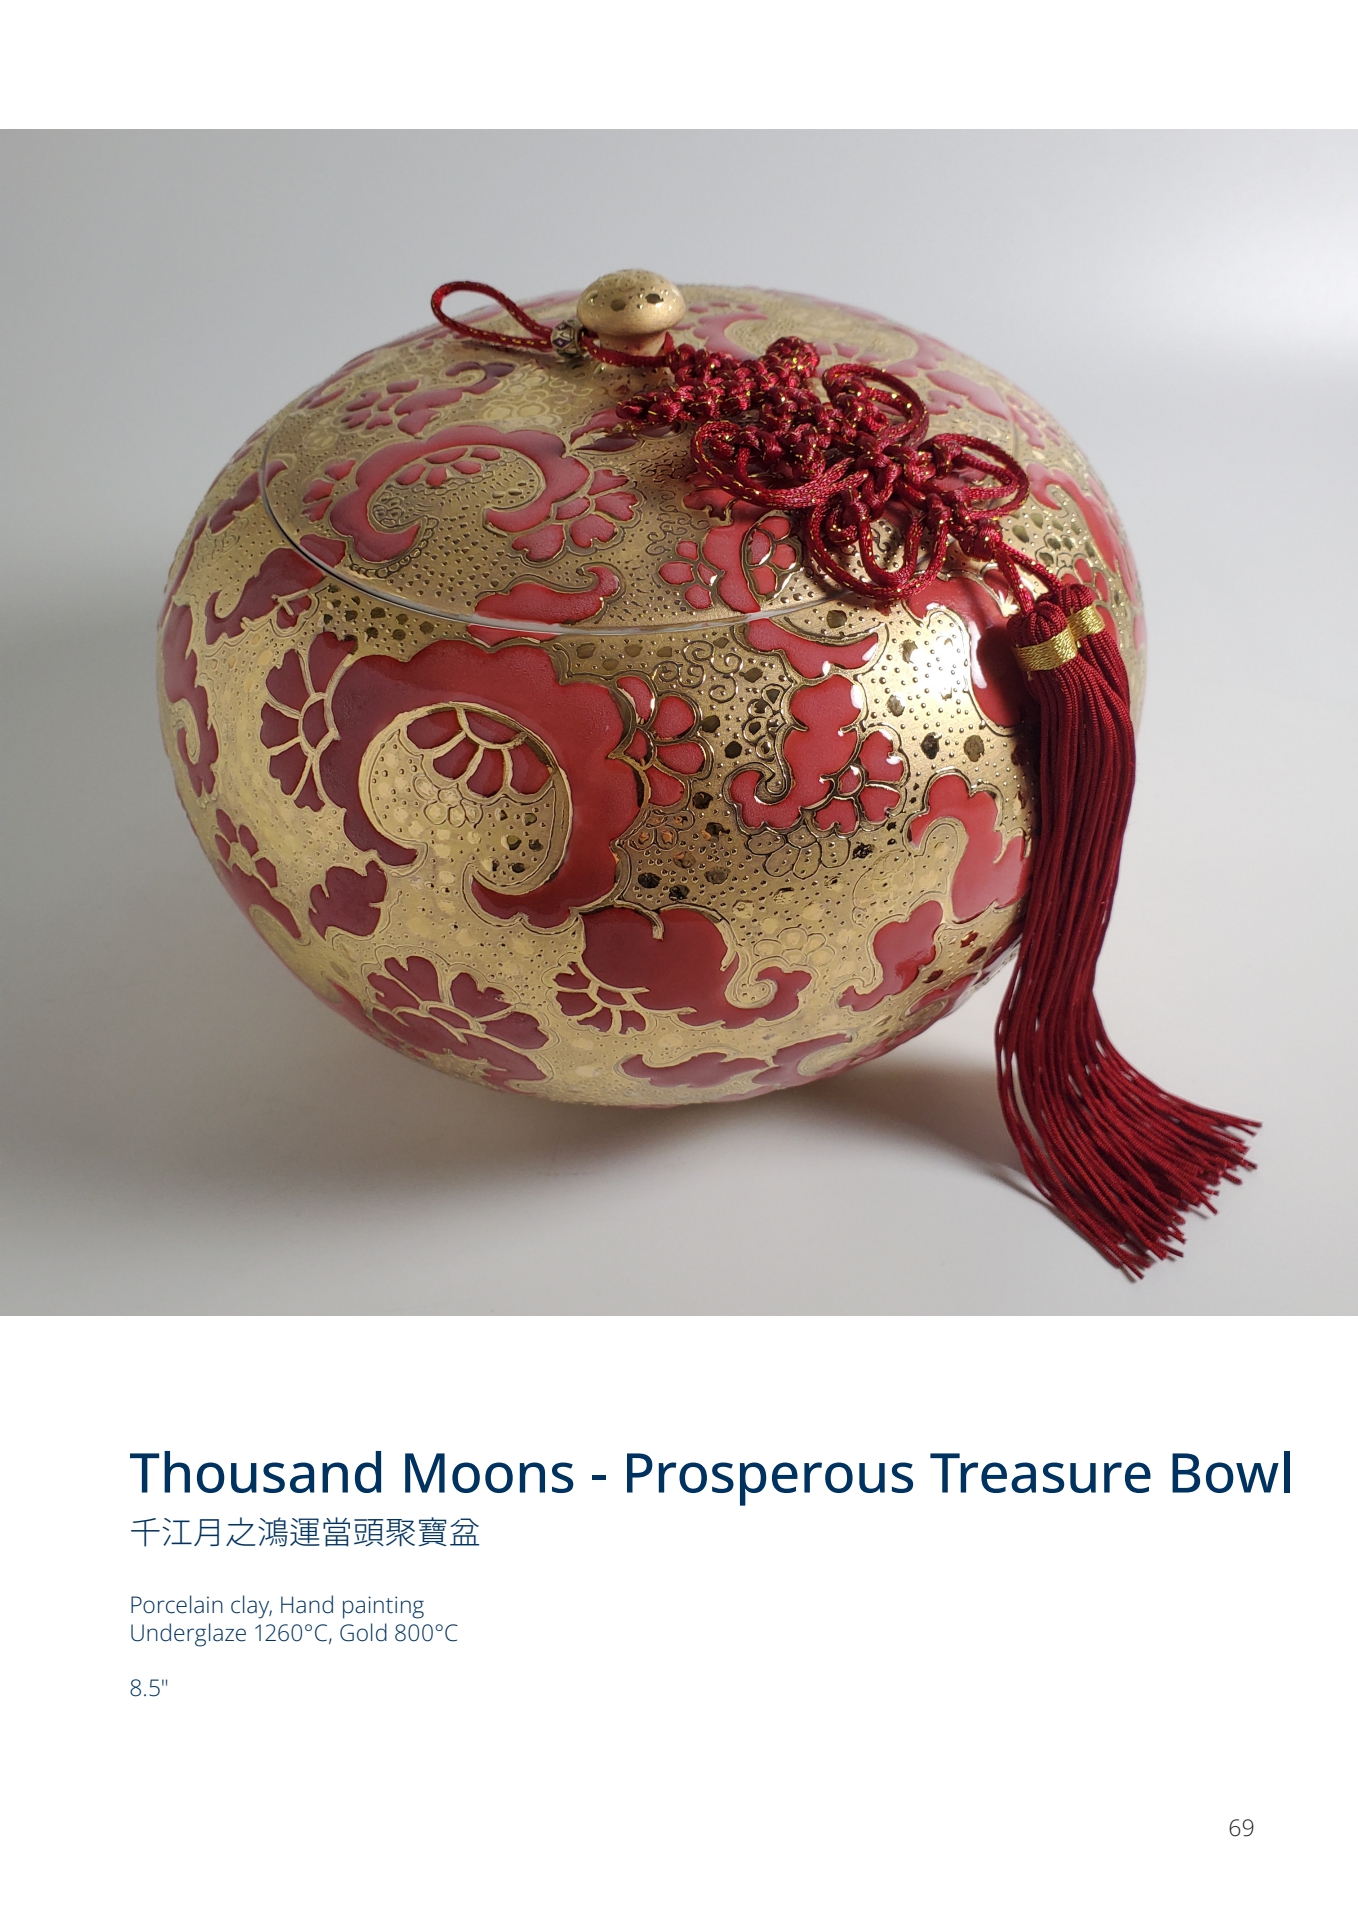 Thousand Moons - Prosperous Treasure Bowl
千江月之鴻運當頭聚寶盆
Porcelain clay, Hand painting
Underglaze 1260°C, Gold 800°C
8.5"
69